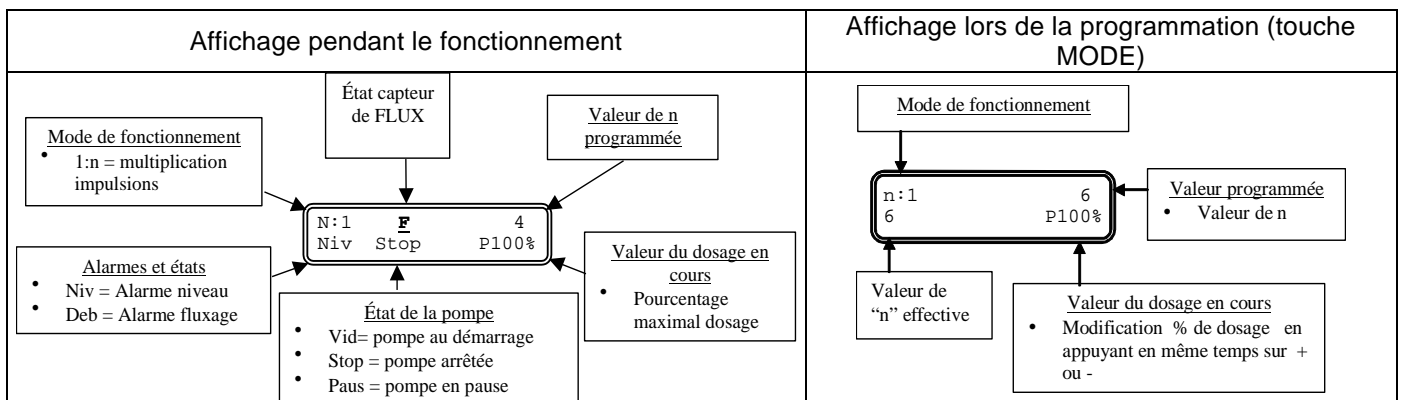 Affichage pendant le fonctionnement
Affichage lors de la programmation (touche
MODE)
État capteur
de FLUX
Mode de fonctionnement
• 1:n = multiplication
impulsions
Valeur de n
programmée
N:1 F 4
Niv Stop P100%
Alarmes et états
• Niv = Alarme niveau
• Deb = Alarme fluxage
État de la pompe
• Vid= pompe au démarrage
• Stop = pompe arrêtée
• Paus = pompe en pause
Valeur du dosage en
cours
• Pourcentage
maximal dosage
Mode de fonctionnement
n:1 6
6 P100%
Valeur programmée
• Valeur de n
Valeur de
“n” effective
Valeur du dosage en cours
• Modification % de dosage en
appuyant en même temps sur +
ou -